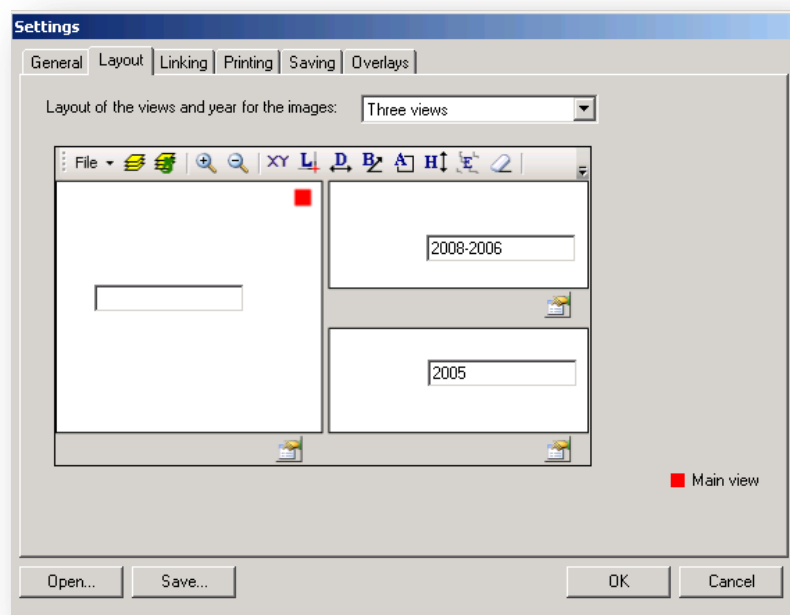 Settings
General Layout Linking Printing Saving Overlays
Layout of the views and year for the images: Three views
File XY L D B A H E
2008-2006
2005
Main view
Open... Save... OK Cancel